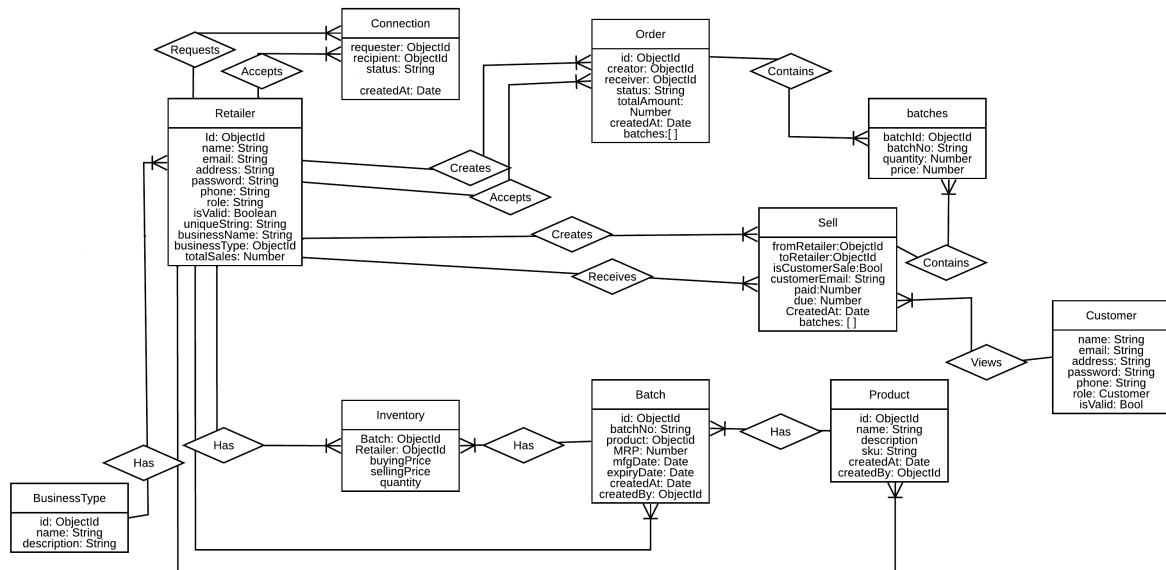 Connection
requester: ObjectId
recipient: ObjectId
status: String
createdAt: Date
Requests
Accepts
Order
id: ObjectId
creator: ObjectId
receiver: ObjectId
status: String
totalAmount:
Number
createdAt: Date
batches:[ ]
Contains
batches
batchId: ObjectId
batchNo: String
quantity: Number
price: Number
Retailer
Id: ObjectId
name: String
email: String
address: String
password: String
phone: String
role: String
isValid: Boolean
uniqueString: String
businessName: String
businessType: ObjectId
totalSales: Number
Creates
Accepts
Creates
Receives
Sell
fromRetailer:ObjectId
toRetailer:ObjectId
isCustomerSale:Bool
customerEmail: String
paid:Number
due: Number
CreatedAt: Date
batches: [ ]
Contains
Views
Customer
name: String
email: String
address: String
password: String
phone: String
role: Customer
isValid: Bool
Has
Inventory
Batch: ObjectId
Retailer: ObjectId
buyingPrice
sellingPrice
quantity
Has
Batch
id: ObjectId
batchNo: String
product: Objectid
MRP: Number
mfgDate: Date
expiryDate: Date
createdAt: Date
createdBy: ObjectId
Has
Product
id: ObjectId
name: String
description
sku: String
createdAt: Date
createdBy: ObjectId
Has
BusinessType
id: ObjectId
name: String
description: String